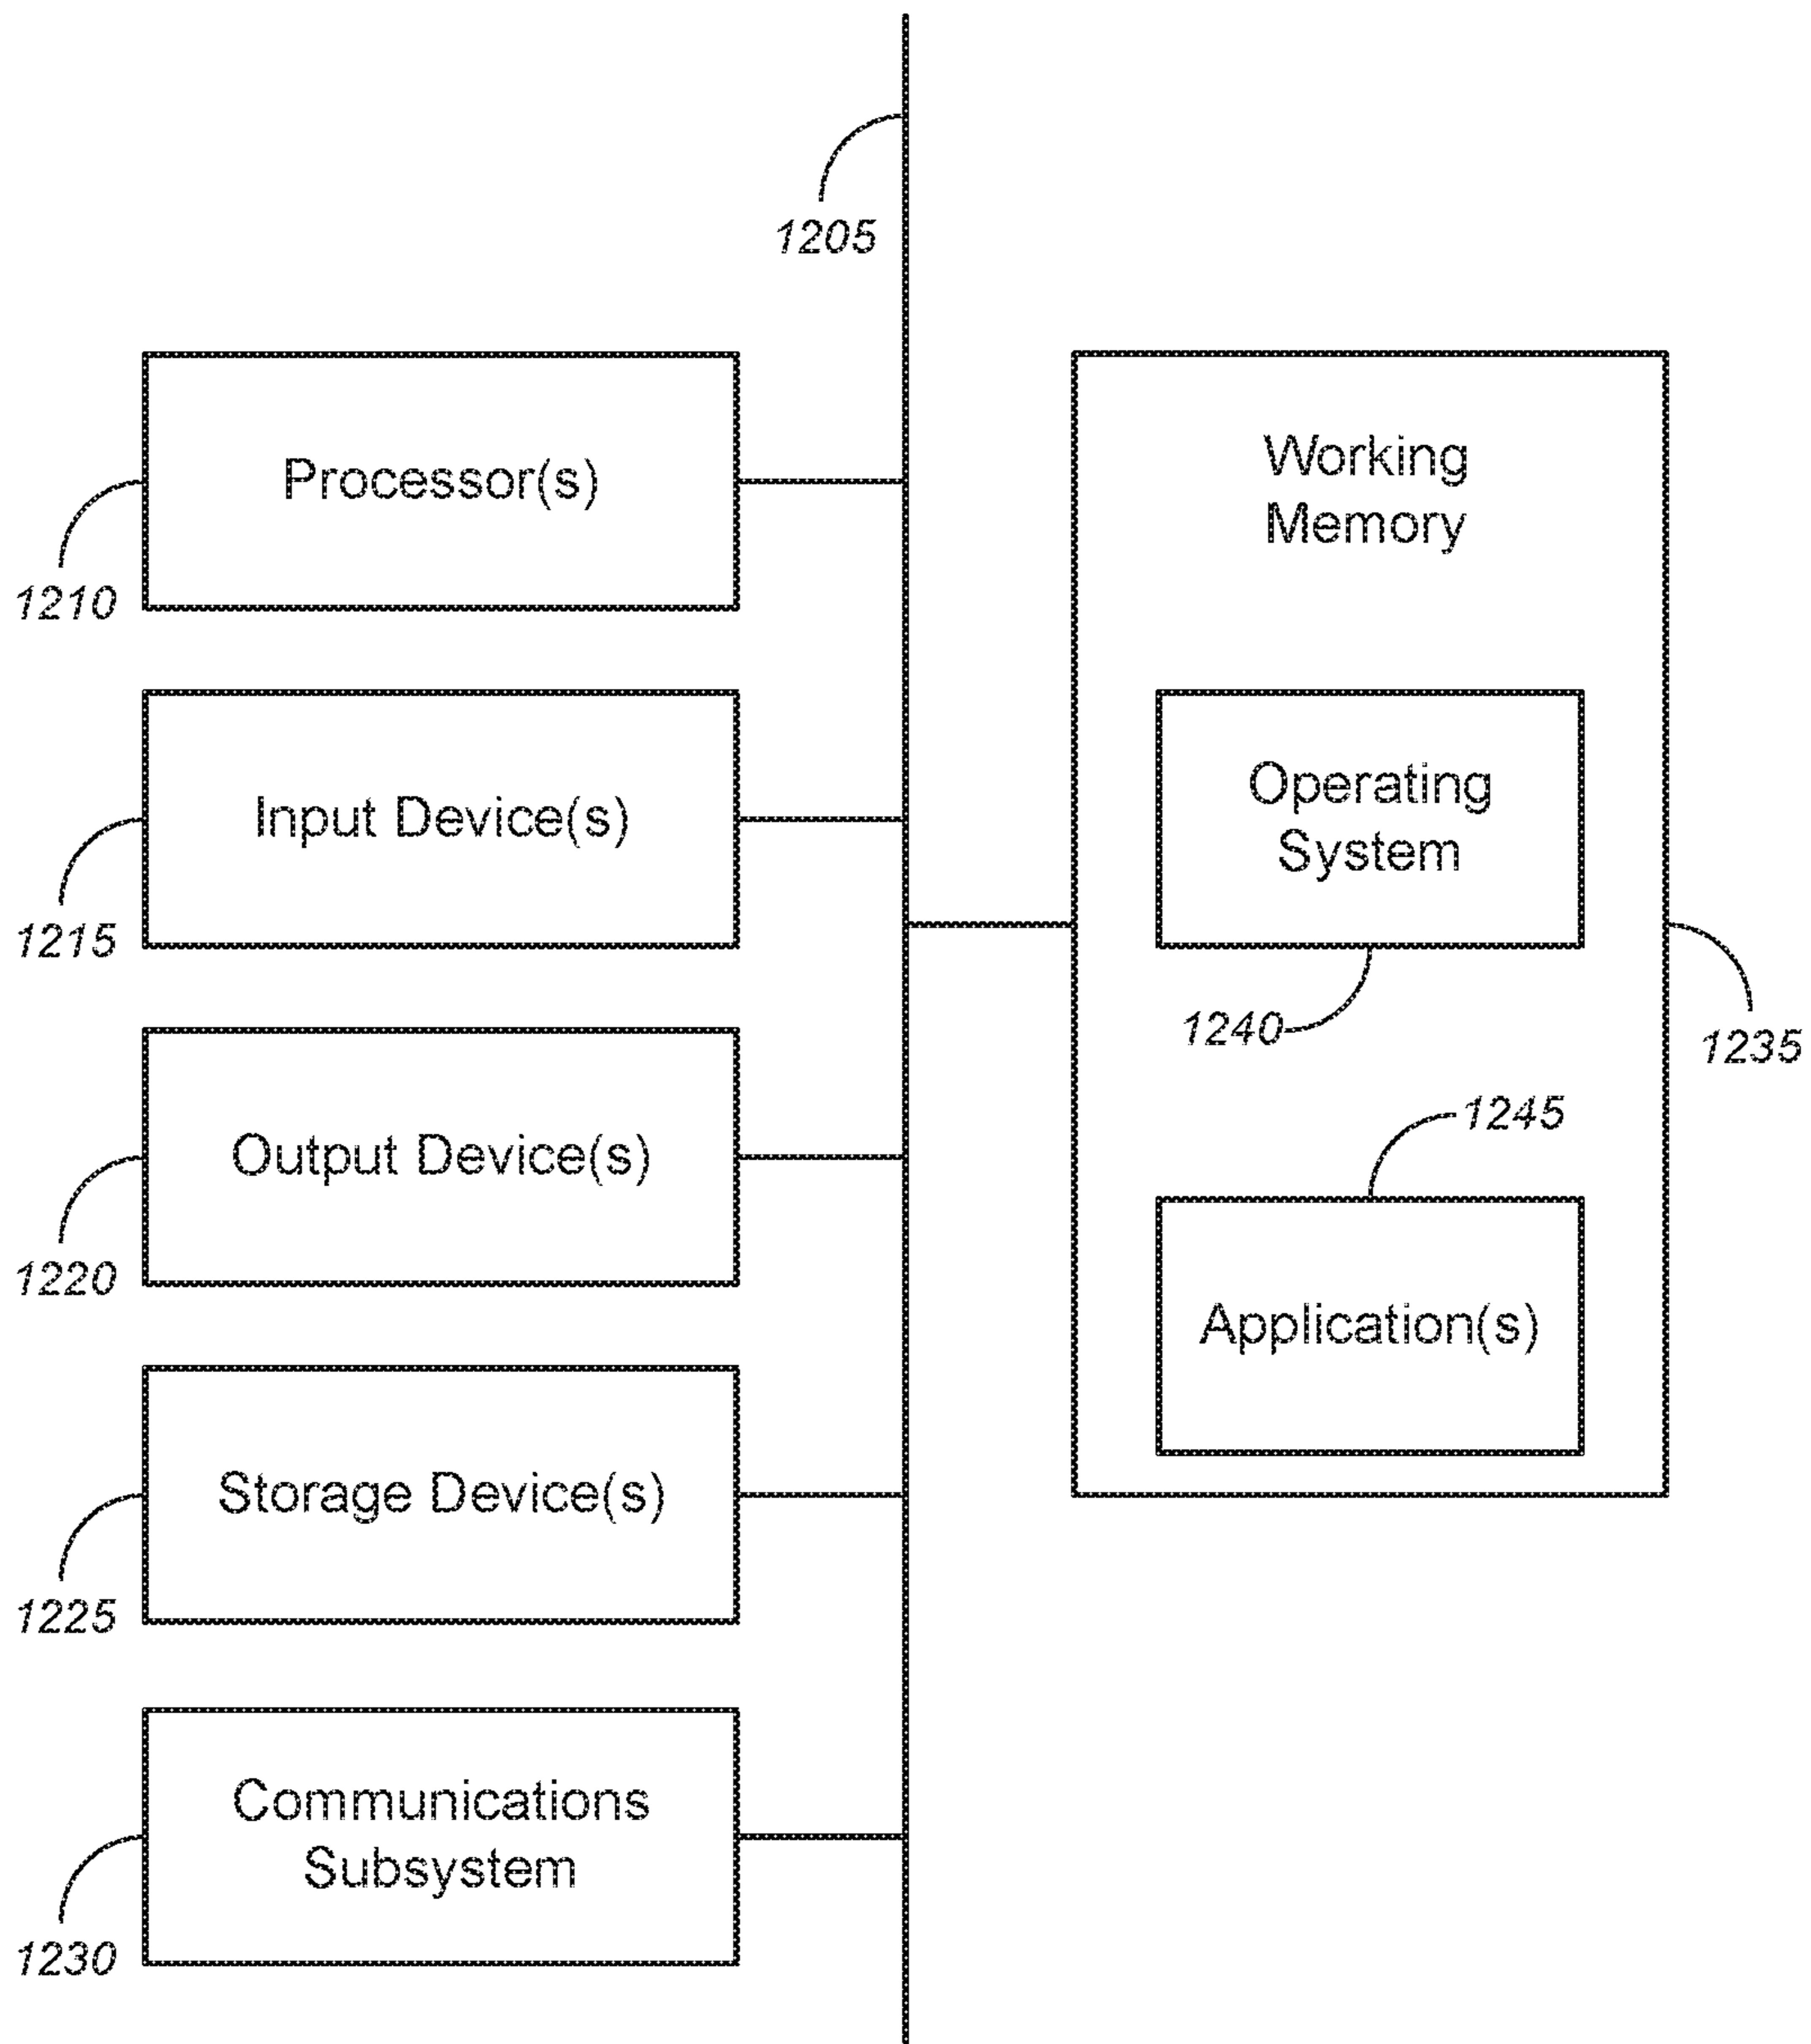 1205
Processor(s)
1210
Input Device(s)
1215
Output Device(s)
1220
Storage Device(s)
1225
Communications
Subsystem
1230
Working
Memory
Operating
System
1240
1235
1245
Application(s)